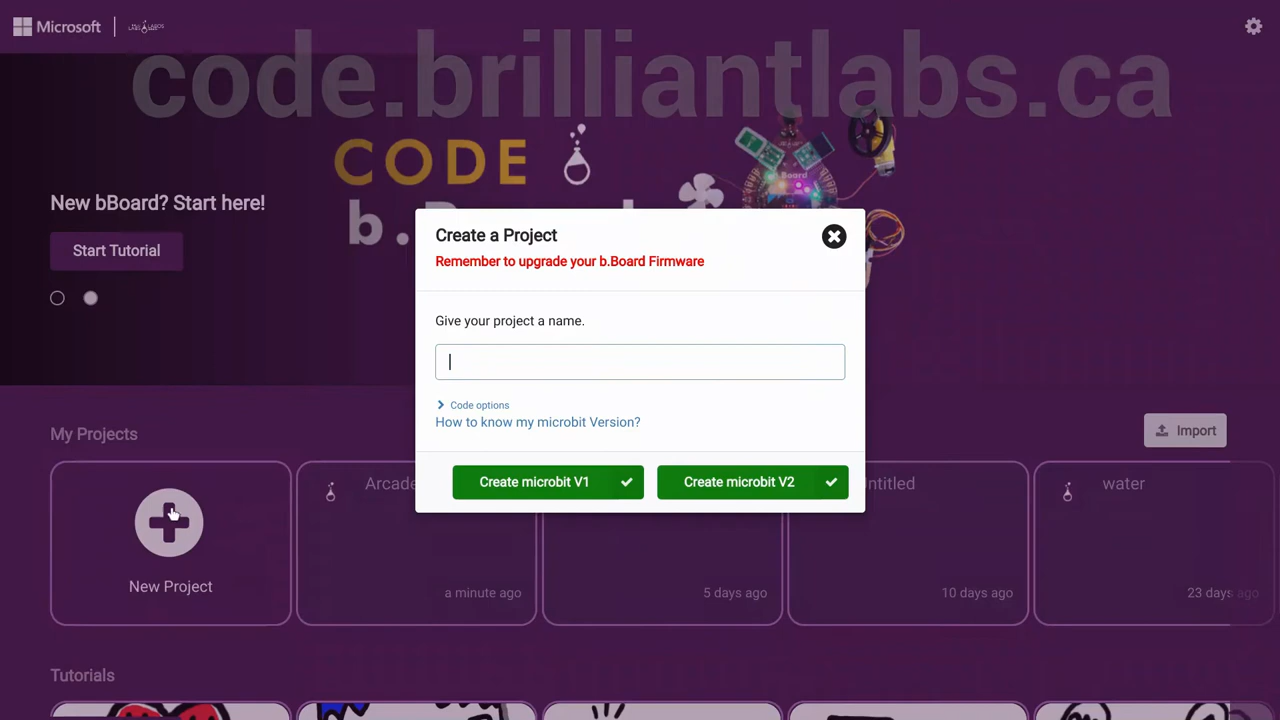 Microsoft
code.brilliantlabs.ca
CODE
New bBoard? Start here!
b.
Board
Start Tutorial
Create a Project
Remember to upgrade your b.Board Firmware
Give your project a name.
Code options
How to know my microbit Version?
Create microbit V1
Create microbit V2
My Projects
Import
New Project
Arcade
a minute ago
5 days ago
Untitled
10 days ago
water
23 days ago
Tutorials